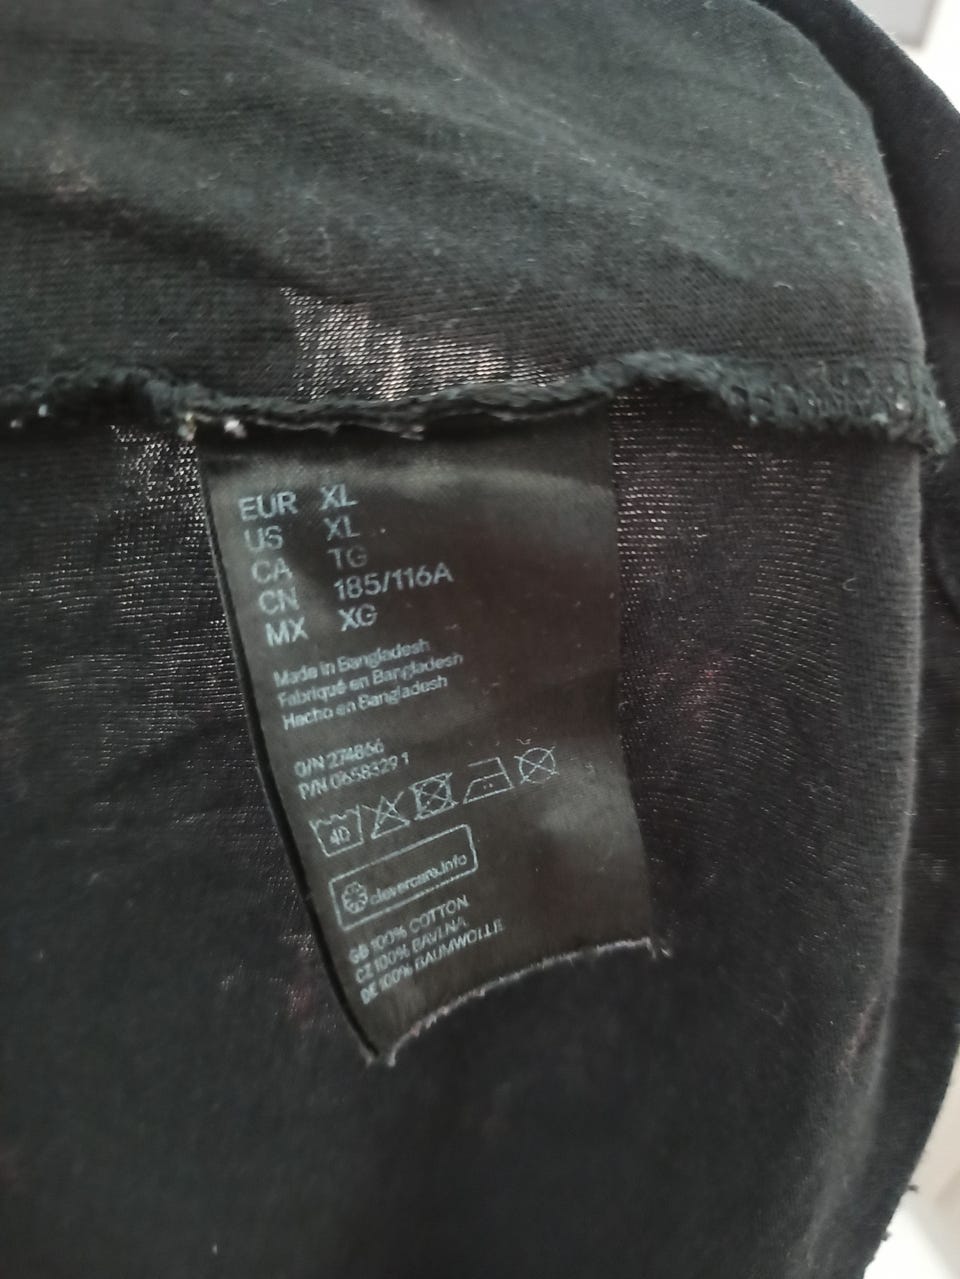 EUR XL
US XL
CA TG
CN 185/116A
MX XG
Made in Bangladesh
Fabriqué en Bangladesh
Hecho en Bangladesh
O/N 274866
P/N 0658329 1
40
clevercare.info
GB 100% COTTON
CZ 100% BAVLNA
DE 100% BAUMWOLLE